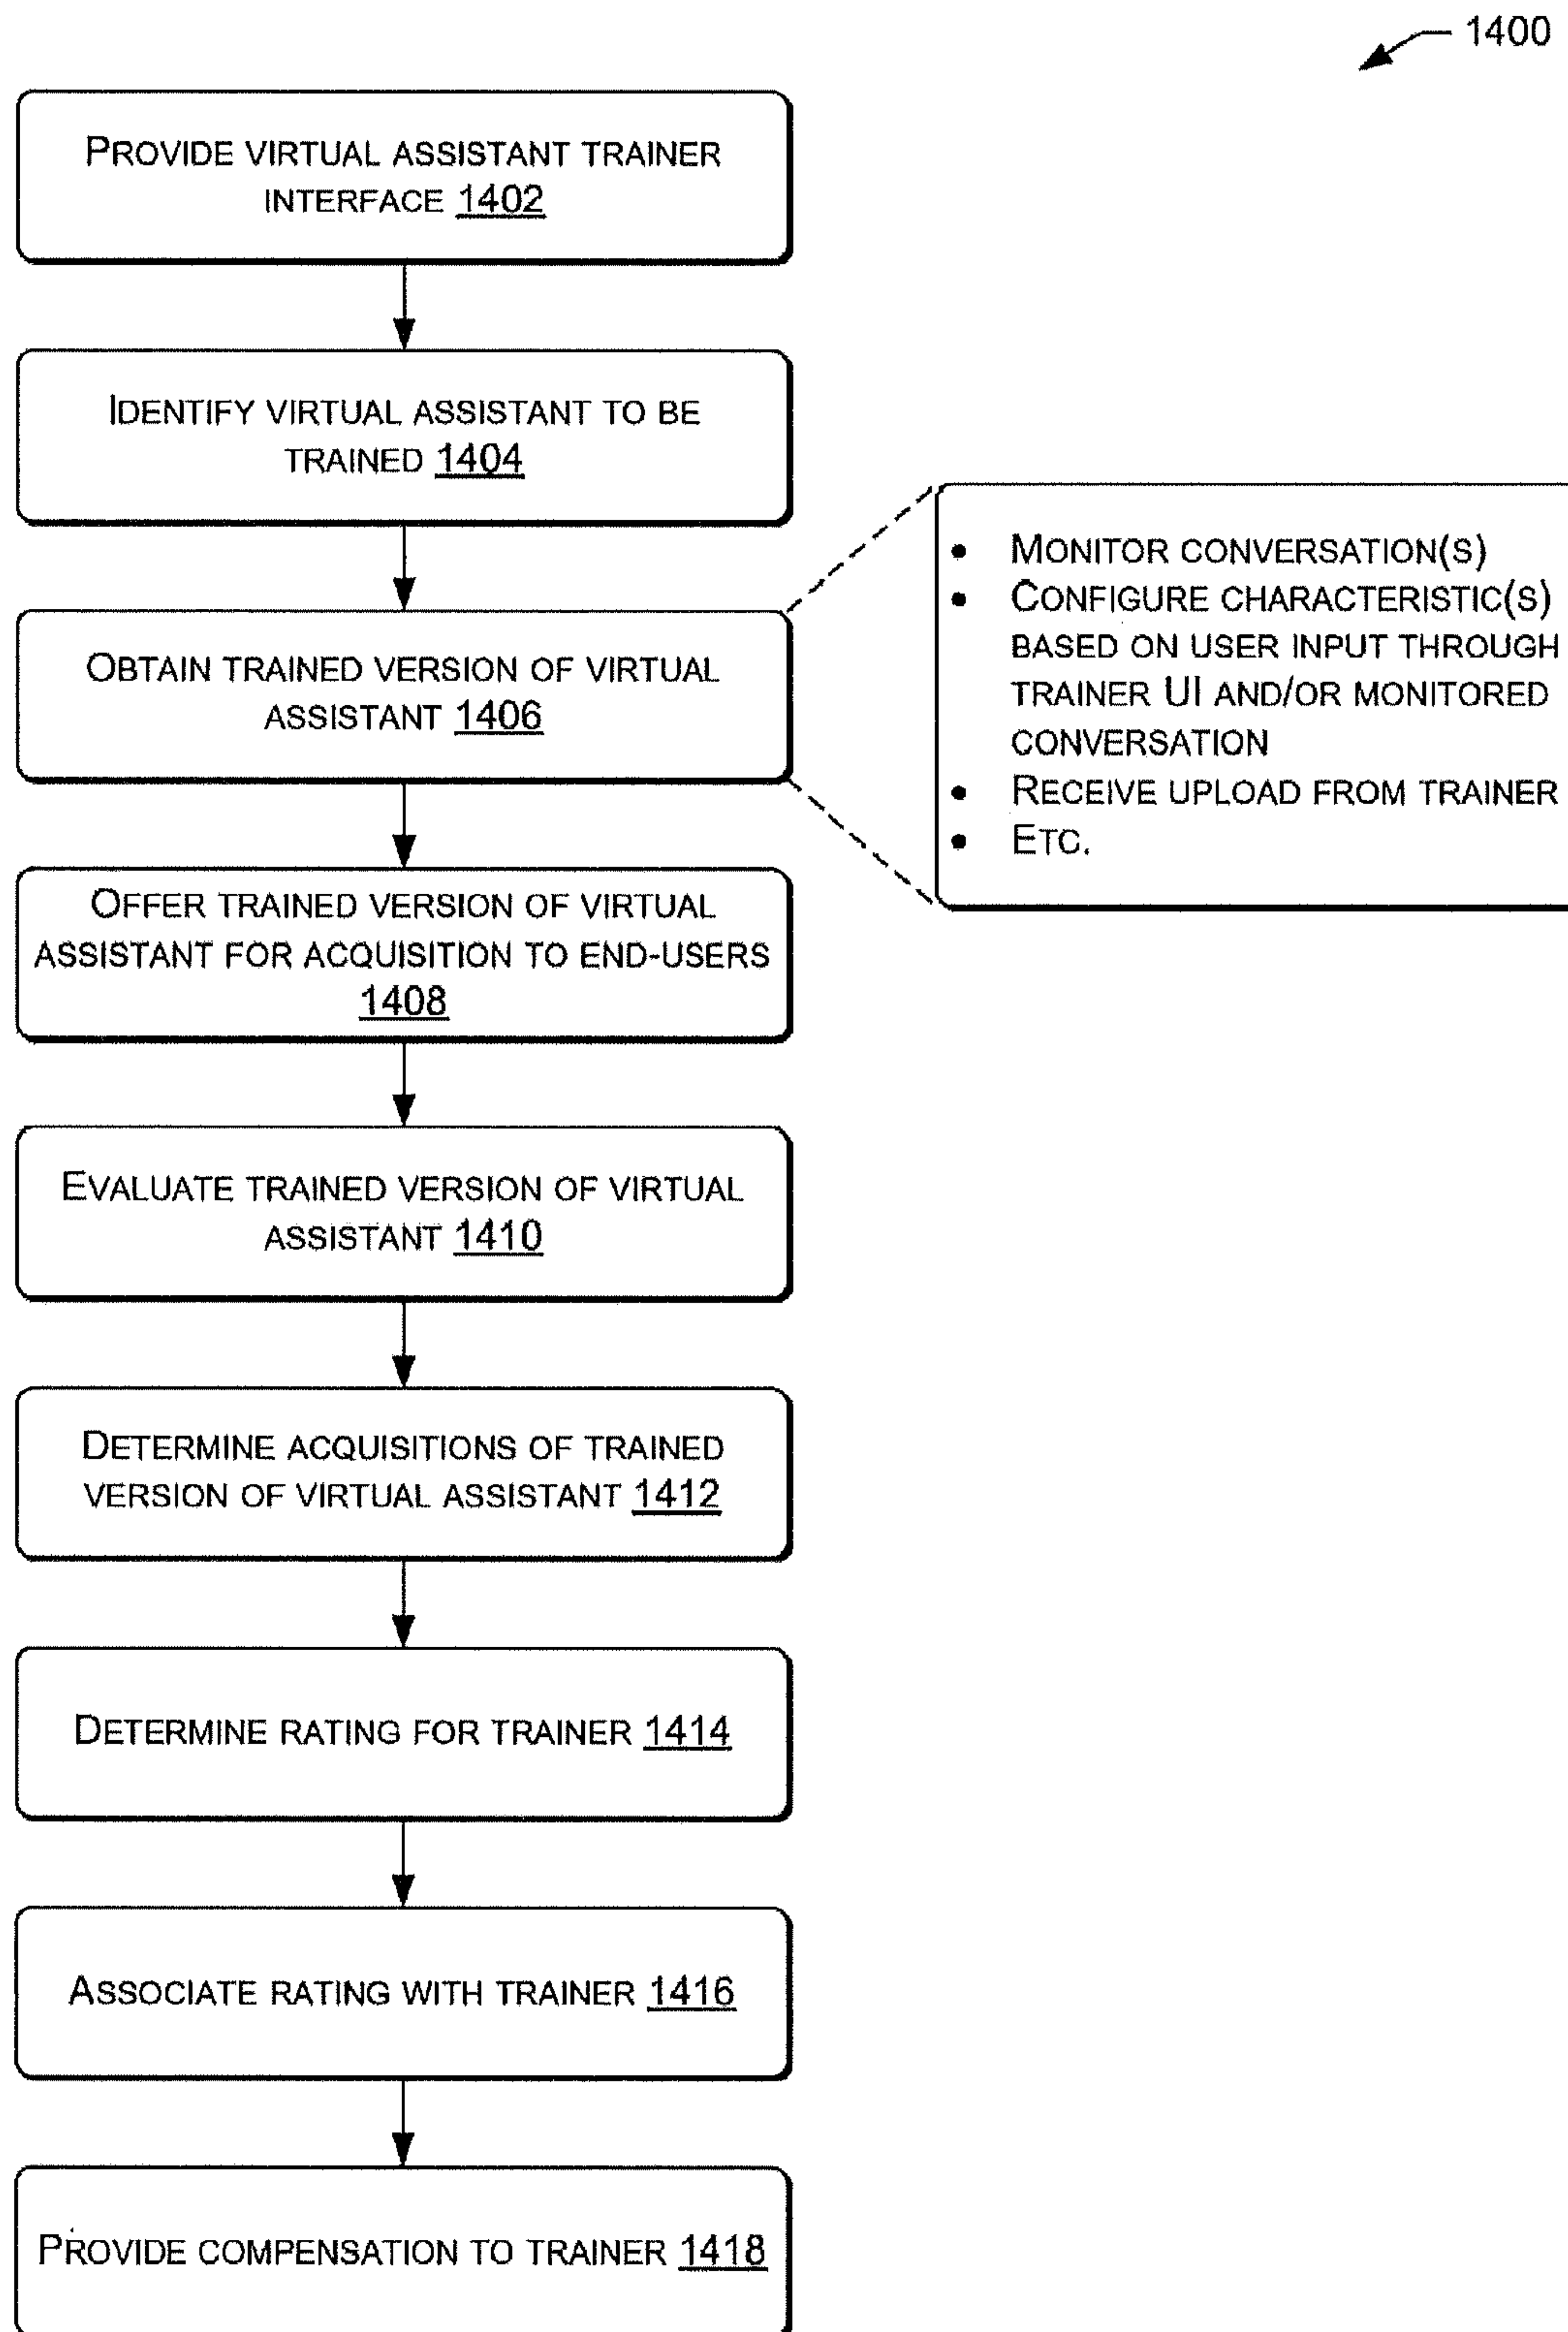 1400
PROVIDE VIRTUAL ASSISTANT TRAINER
INTERFACE 1402
IDENTIFY VIRTUAL ASSISTANT TO BE
TRAINED 1404
OBTAIN TRAINED VERSION OF VIRTUAL
ASSISTANT 1406
• MONITOR CONVERSATION(S)
• CONFIGURE CHARACTERISTIC(S)
BASED ON USER INPUT THROUGH
TRAINER UI AND/OR MONITORED
CONVERSATION
• RECEIVE UPLOAD FROM TRAINER
• ETC.
OFFER TRAINED VERSION OF VIRTUAL
ASSISTANT FOR ACQUISITION TO END-USERS
1408
EVALUATE TRAINED VERSION OF VIRTUAL
ASSISTANT 1410
DETERMINE ACQUISITIONS OF TRAINED
VERSION OF VIRTUAL ASSISTANT 1412
DETERMINE RATING FOR TRAINER 1414
ASSOCIATE RATING WITH TRAINER 1416
PROVIDE COMPENSATION TO TRAINER 1418